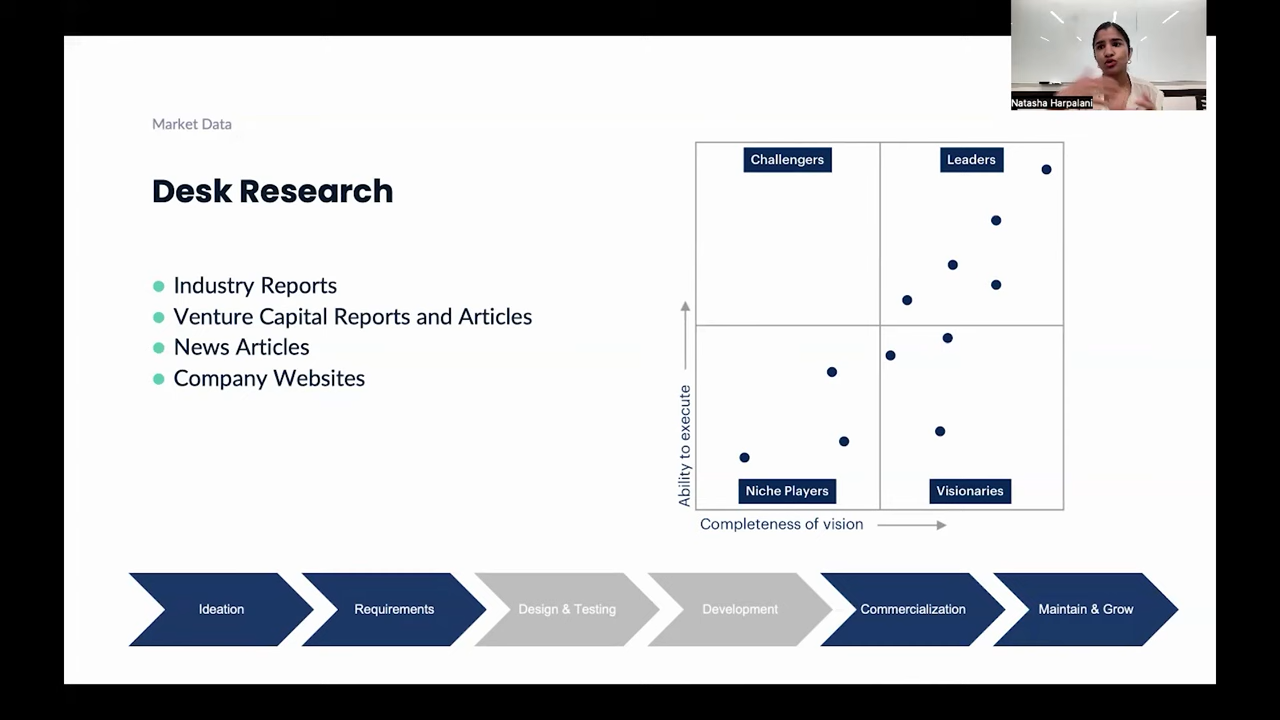 Natasha Harpalani
Market Data
Desk Research
Industry Reports
Venture Capital Reports and Articles
News Articles
Company Websites
Challengers
Leaders
Ability to execute
Niche Players
Visionaries
Completeness of vision
Ideation
Requirements
Design & Testing
Development
Commercialization
Maintain & Grow